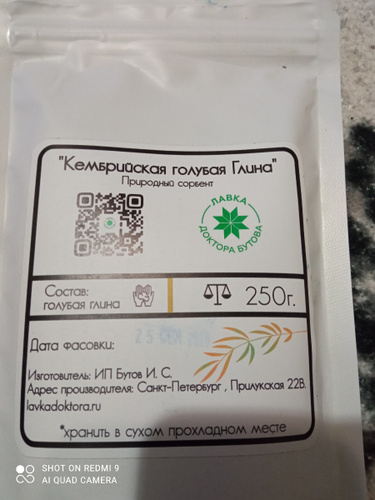 "Кембрийская голубая Глина"
Природный сорбент
ЛАВКА
ДОКТОРА БУТОВА
Состав:
голубая глина
250г.
Дата фасовки:
Изготовитель: ИП Бутов И. С.
Адрес производителя: Санкт-Петербург , Прилукская 22В.
lavkadoktora.ru
*хранить в сухом прохладном месте
SHOT ON REDMI 9
AI QUAD CAMERA